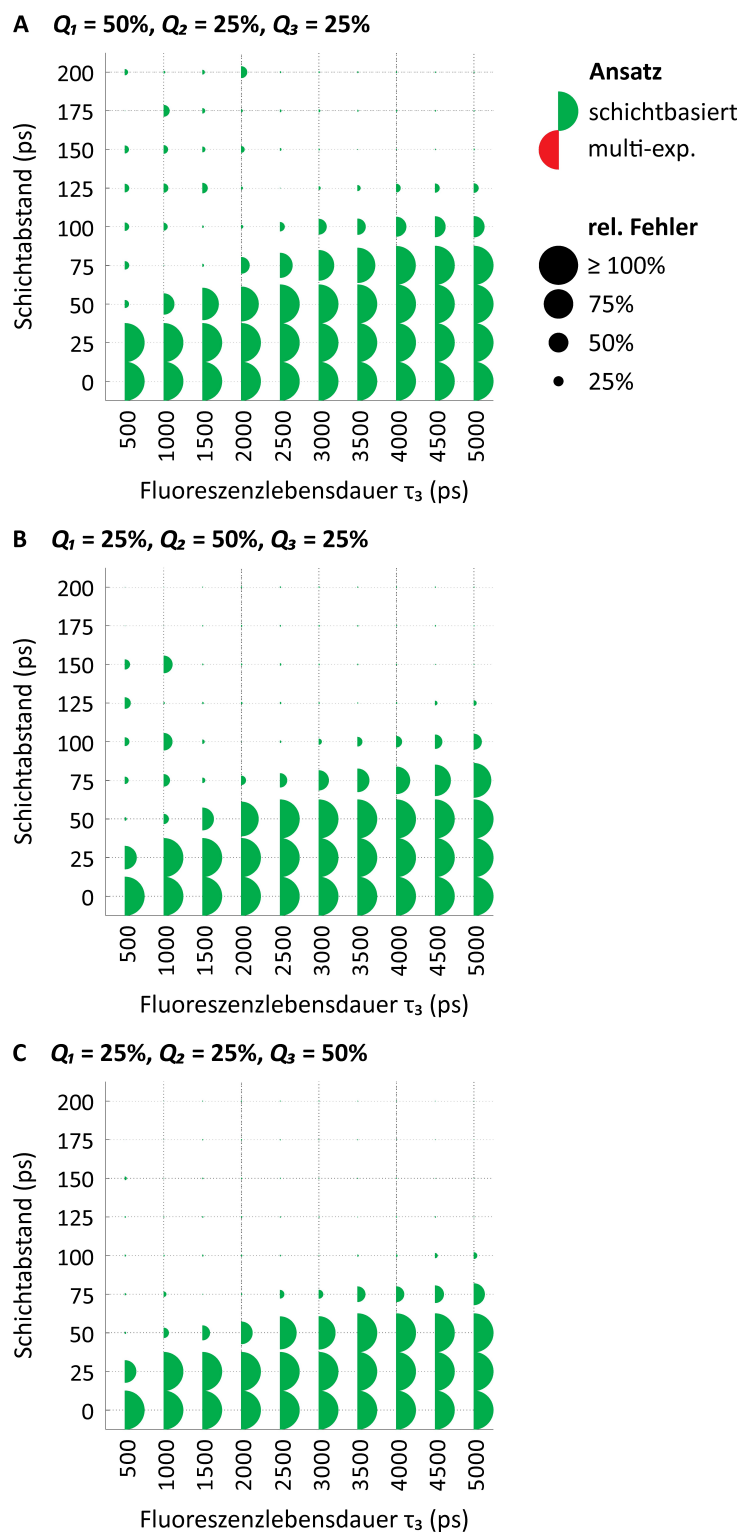 A Q₁ = 50%, Q₂ = 25%, Q₃ = 25%
Schichtabstand (ps)
200
175
150
125
100
75
50
25
0
500 1000 1500 2000 2500 3000 3500 4000 4500 5000
Fluoreszenzlebensdauer τ₃ (ps)
Ansatz
schichtbasiert
multi-exp.
rel. Fehler
≥ 100%
75%
50%
25%
B Q₁ = 25%, Q₂ = 50%, Q₃ = 25%
Schichtabstand (ps)
200
175
150
125
100
75
50
25
0
500 1000 1500 2000 2500 3000 3500 4000 4500 5000
Fluoreszenzlebensdauer τ₃ (ps)
C Q₁ = 25%, Q₂ = 25%, Q₃ = 50%
Schichtabstand (ps)
200
175
150
125
100
75
50
25
0
500 1000 1500 2000 2500 3000 3500 4000 4500 5000
Fluoreszenzlebensdauer τ₃ (ps)